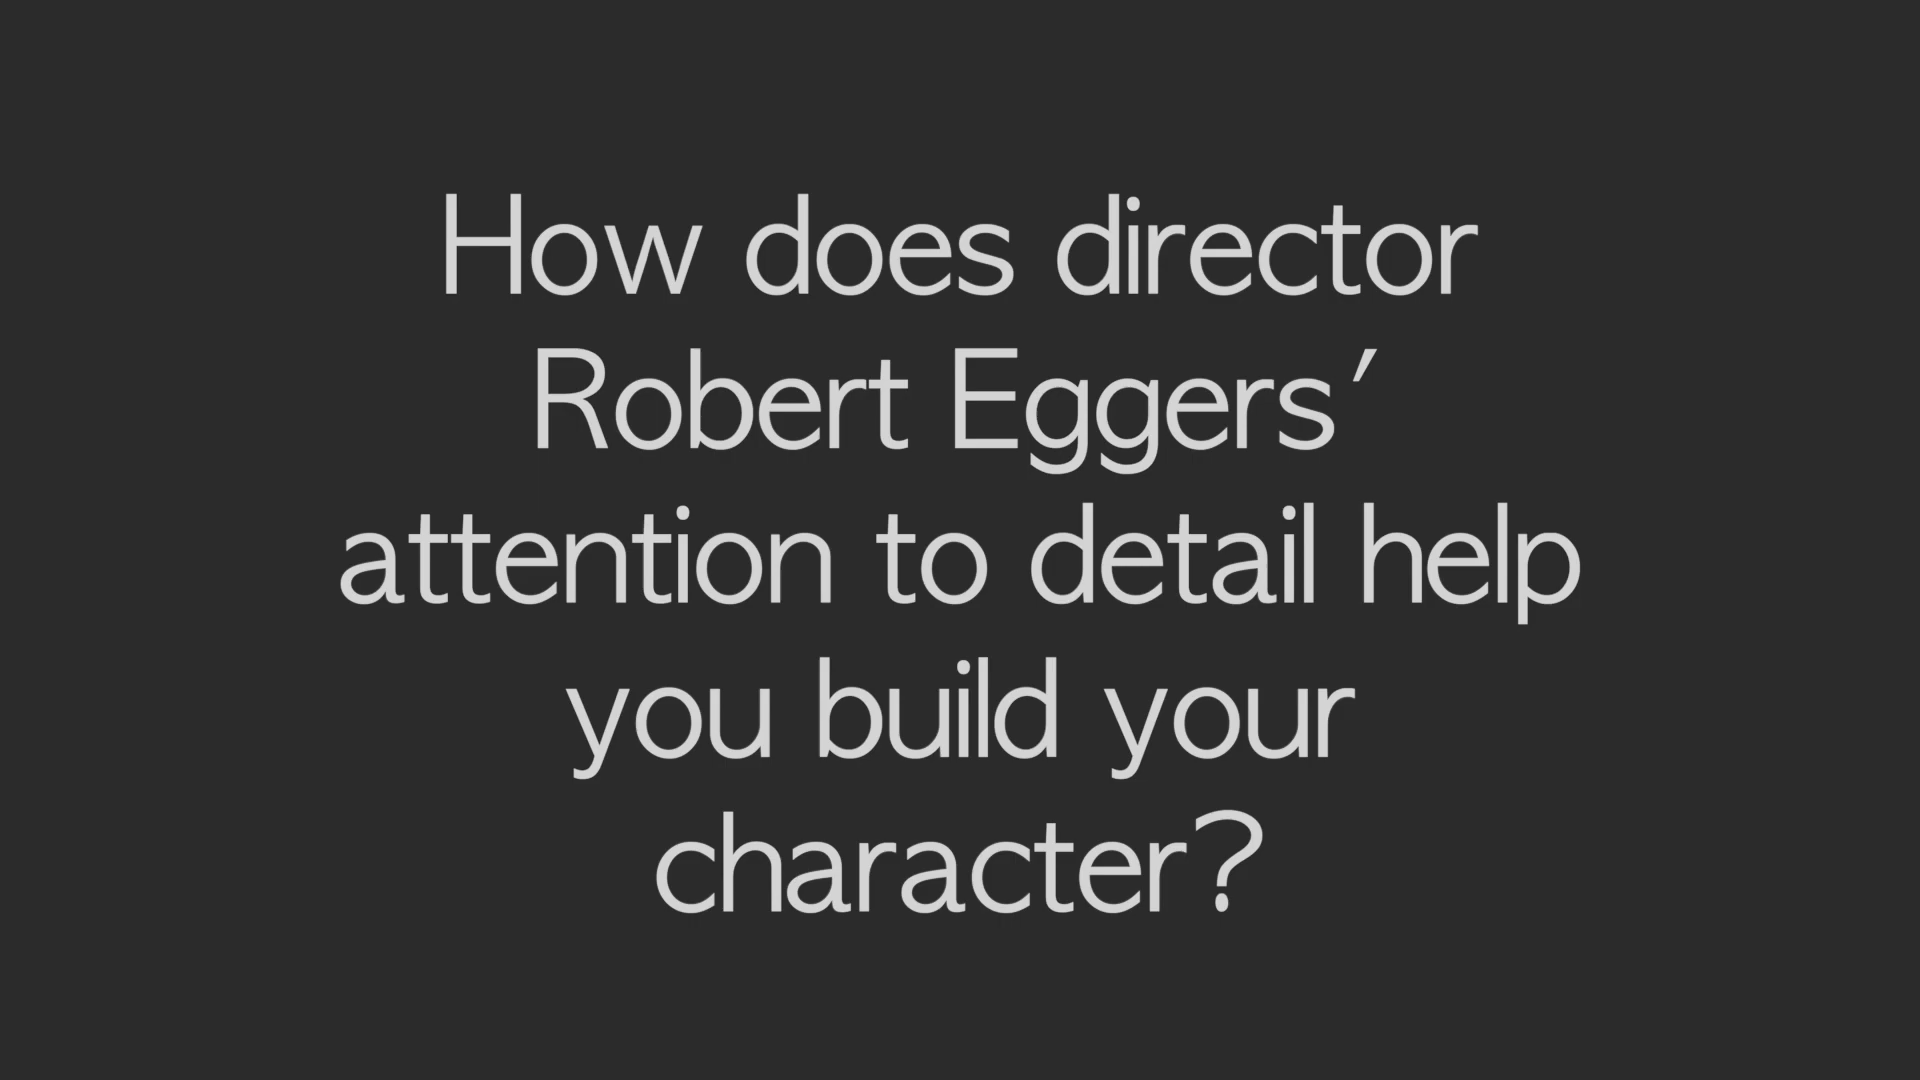 How does director
Robert Eggers’
attention to detail help
you build your
character?